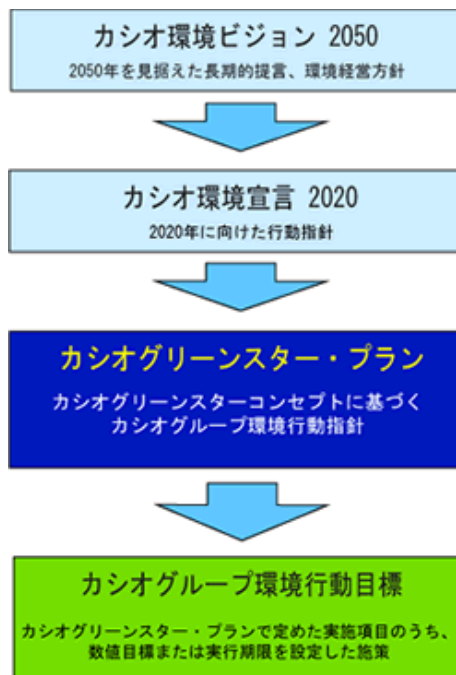 カシオ環境ビジョン 2050
2050年を見据えた長期的提言、環境経営方針
カシオ環境宣言 2020
2020年に向けた行動指針
カシオグリーンスター・プラン
カシオグリーンスターコンセプトに基づく
カシオグループ環境行動指針
カシオグループ環境行動目標
カシオグリーンスター・プランで定めた実施項目のうち、
数値目標または実行期限を設定した施策